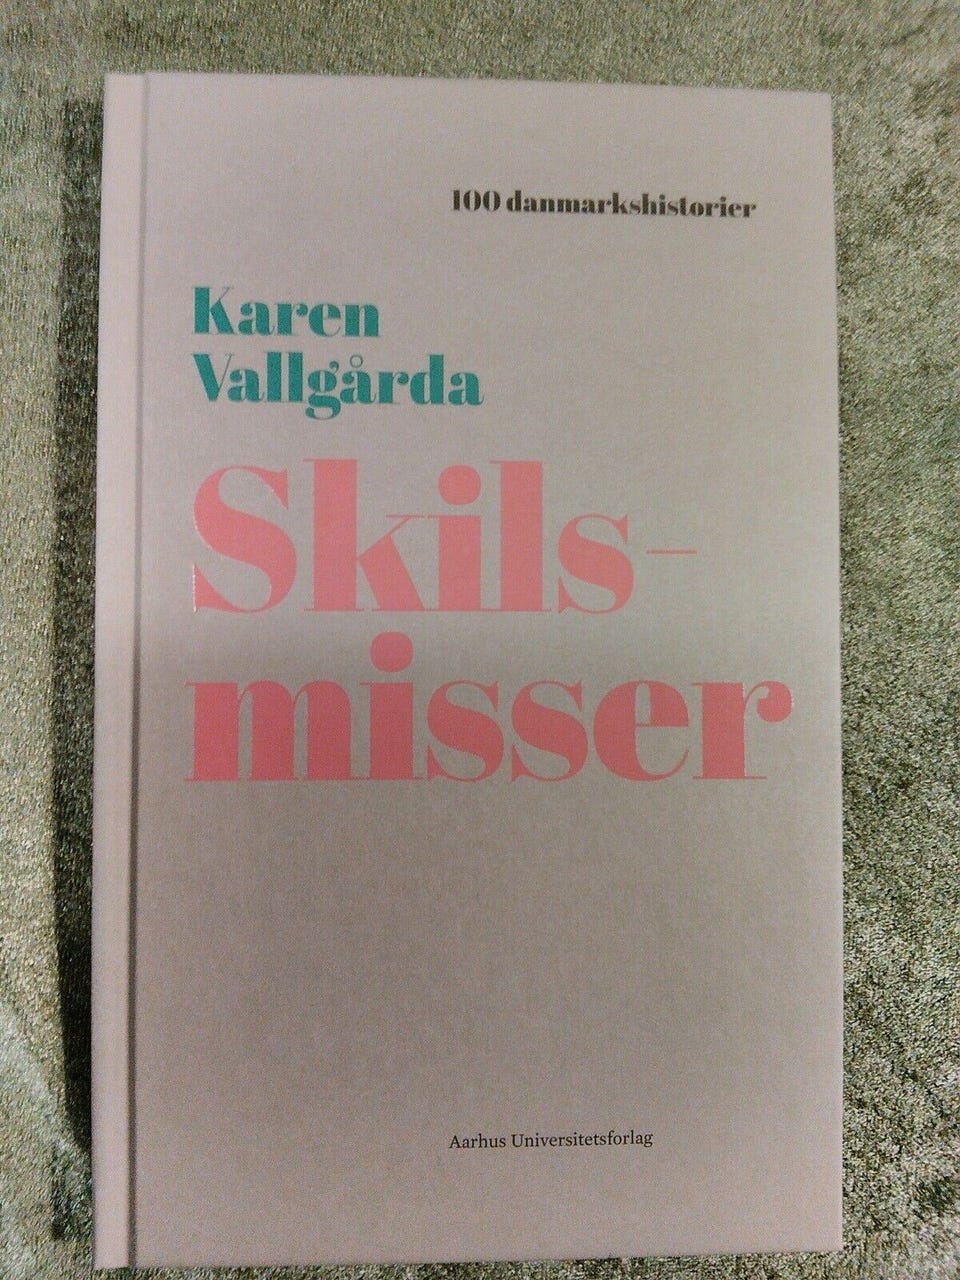 100 danmarkshistorier
Karen
Vallgårda
Skils-
misser
Aarhus Universitetsforlag